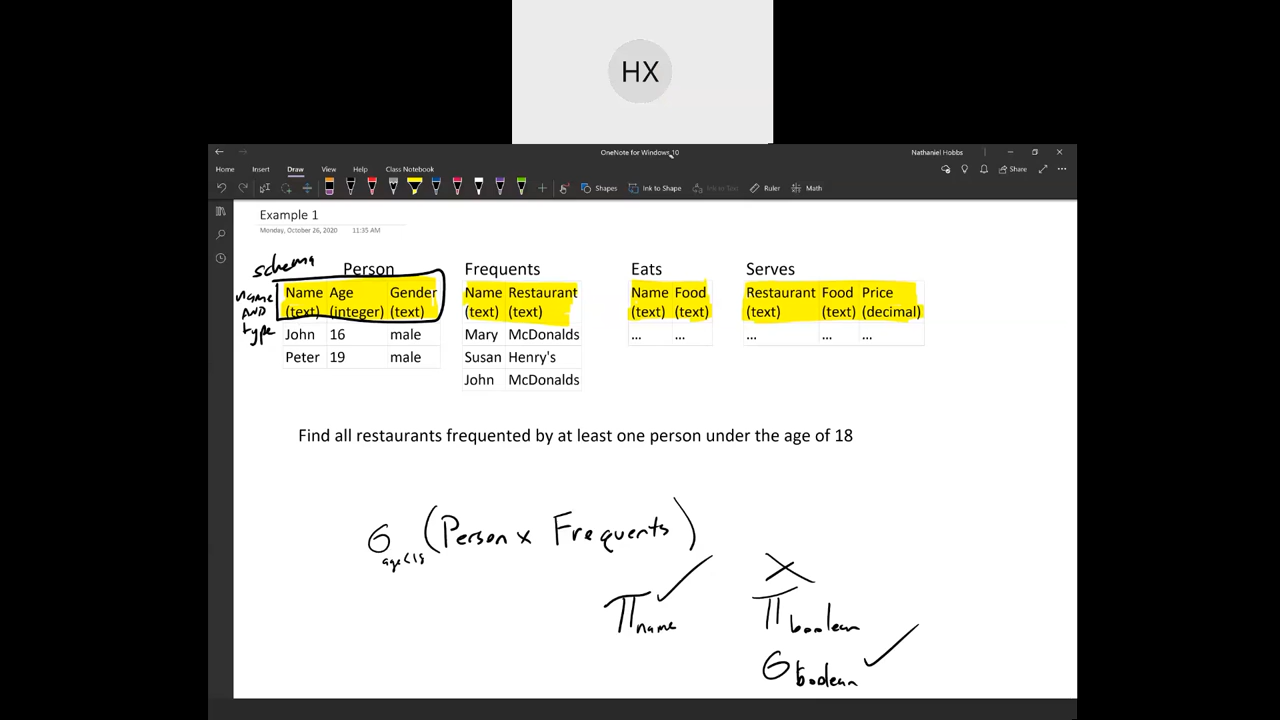 HX
OneNote for Windows 10
Nathaniel Hobbs
Home Insert Draw View Help Class Notebook
Shapes Ink to Shape Ink to Text Ruler Math Share
Example 1
Monday, October 26, 2020 11:35 AM
schema
name
AND
type
Person
Name Age Gender
(text) (integer) (text)
John 16 male
Peter 19 male
Frequents
Name Restaurant
(text) (text)
Mary McDonalds
Susan Henry's
John McDonalds
Eats
Name Food
(text) (text)
... ...
Serves
Restaurant Food Price
(text) (text) (decimal)
... ... ...
Find all restaurants frequented by at least one person under the age of 18
σ age<18 (Person x Frequents)
π name ✓
X
π boolean
σ boolean ✓